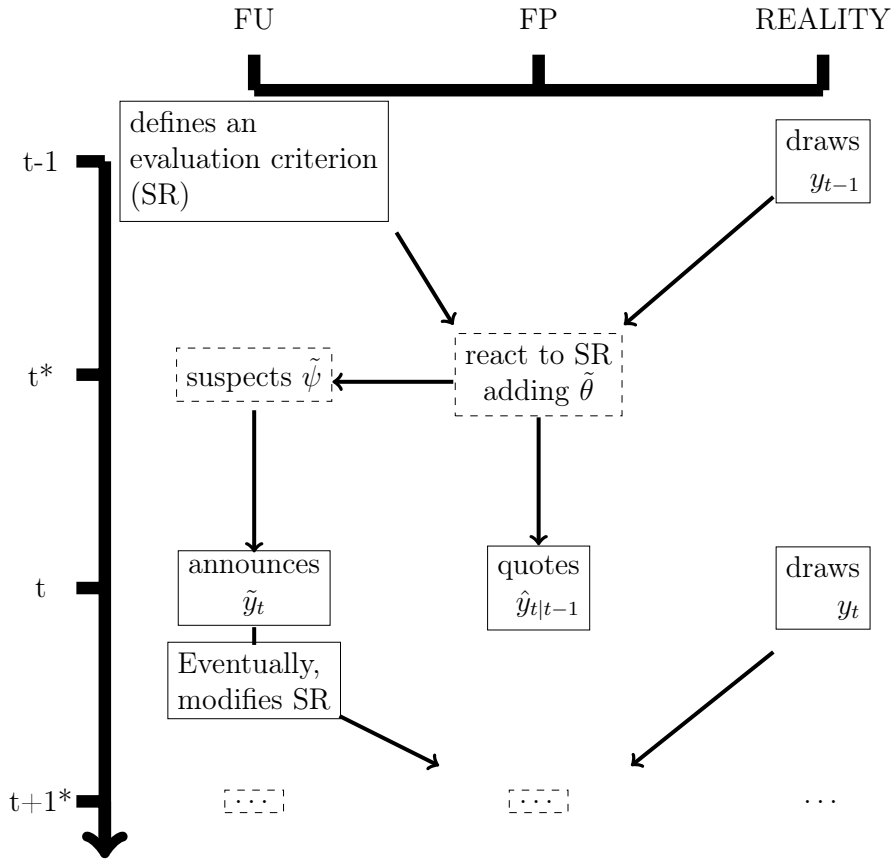 FU FP REALITY
defines an
evaluation criterion
(SR)
draws
y_{t−1}
t-1
react to SR
adding θ̃
suspects ψ̃
t*
announces
ỹ_t
quotes
ŷ_{t|t−1}
draws
y_t
t
Eventually,
modifies SR
t+1* ... ... ...